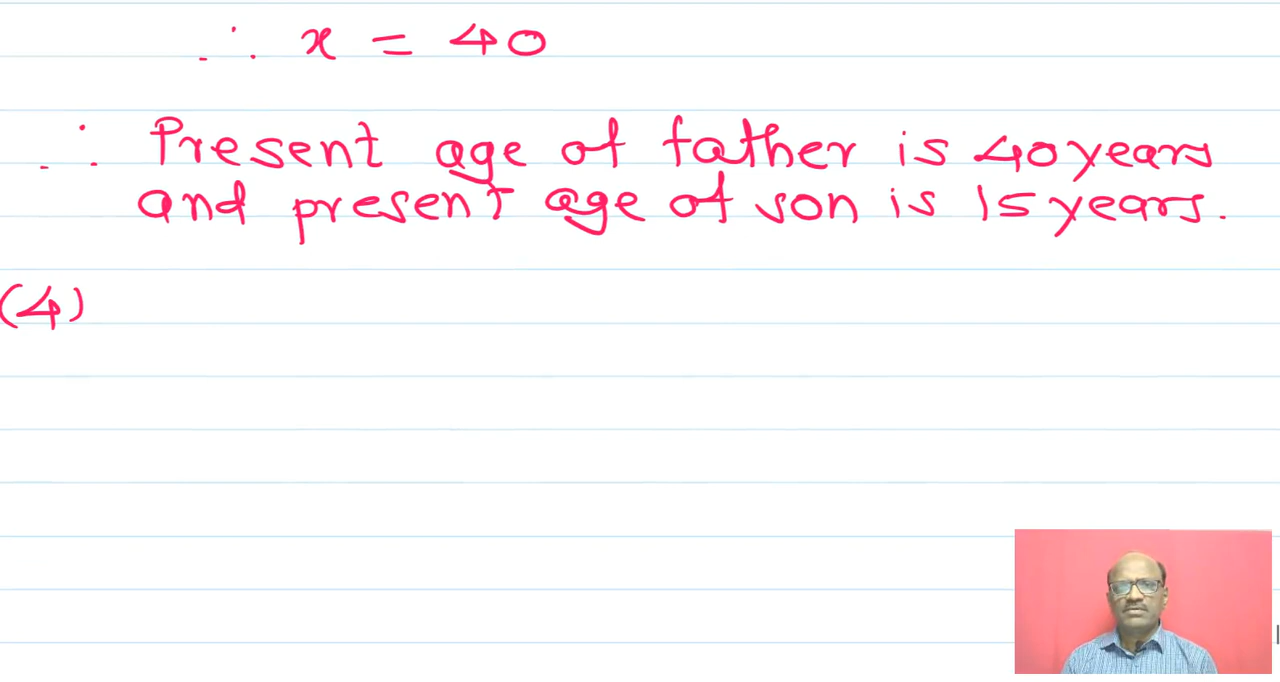 ∴ x = 40
∴ Present age of father is 40 years
and present age of son is 15 years.
(4)